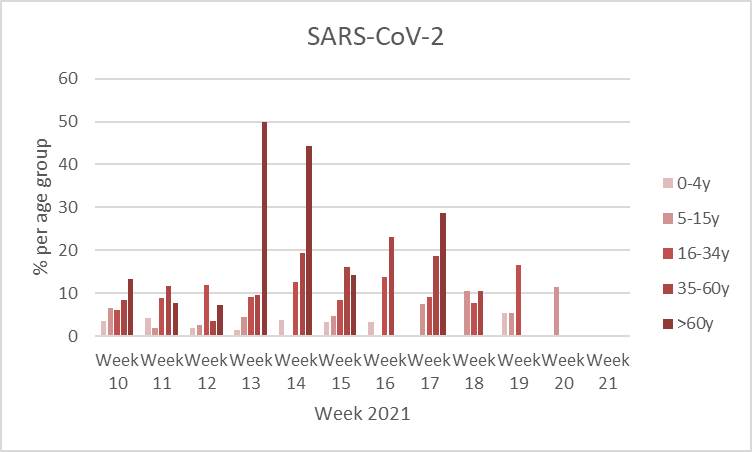 SARS-CoV-2
60
50
40
30
20
10
0
% per age group
Week Week Week Week Week Week Week Week Week Week Week Week
10 11 12 13 14 15 16 17 18 19 20 21
Week 2021
0-4y
5-15y
16-34y
35-60y
>60y